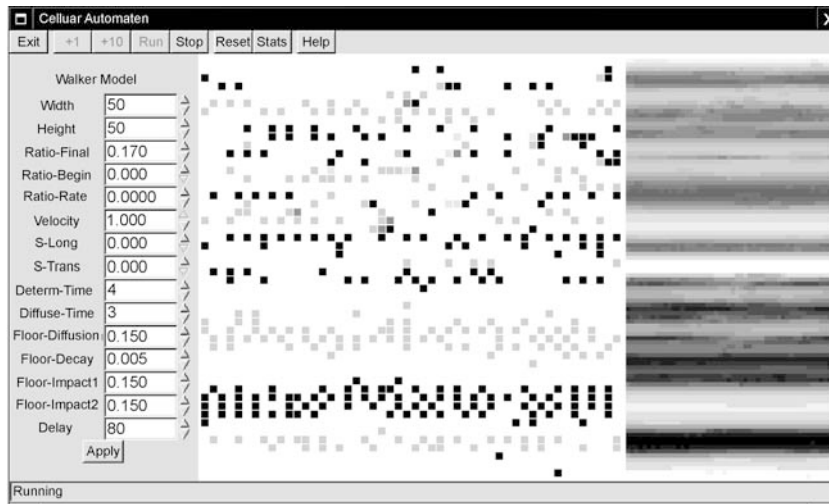 Celluar Automaten
Exit +1 +10 Run Stop Reset Stats Help
Walker Model
Width 50
Height 50
Ratio-Final 0.170
Ratio-Begin 0.000
Ratio-Rate 0.0000
Velocity 1.000
S-Long 0.000
S-Trans 0.000
Determ-Time 4
Diffuse-Time 3
Floor-Diffusion 0.150
Floor-Decay 0.005
Floor-Impact1 0.150
Floor-Impact2 0.150
Delay 80
Apply
Running